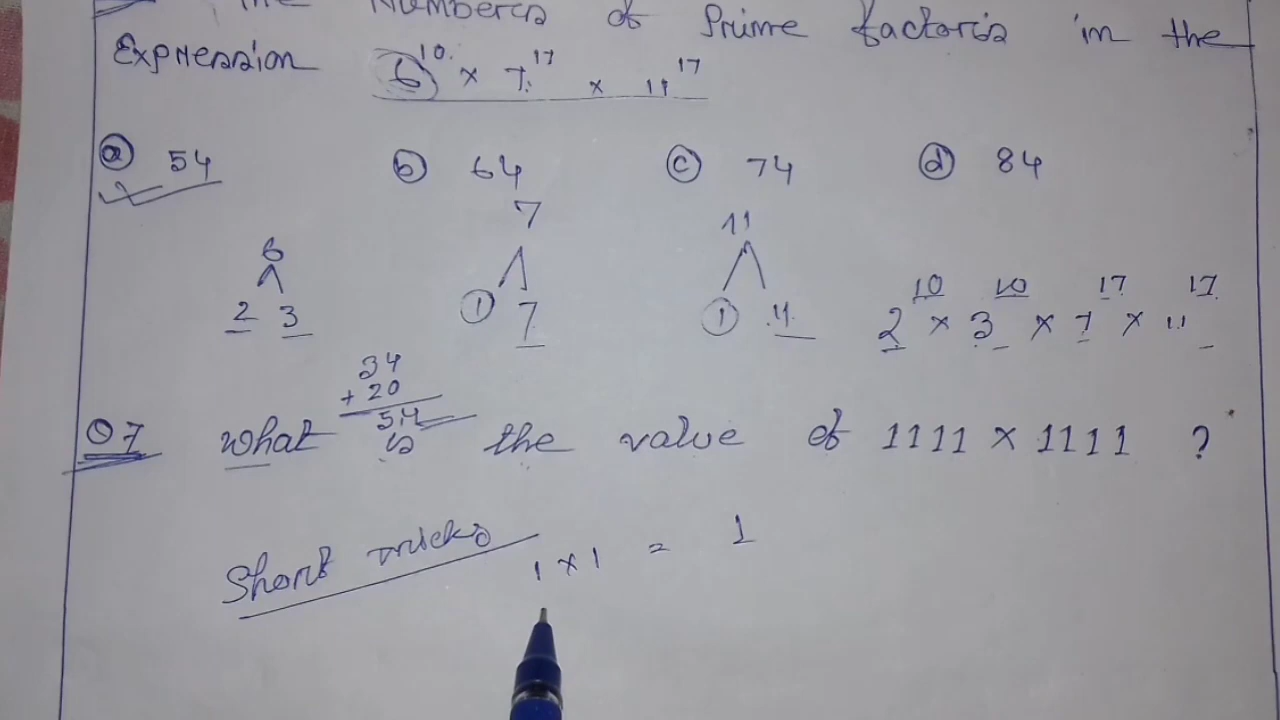 The Numbers of Prime factors in the
Expression 6^10 × 7^17 × 11^17
(a) 54 (b) 64 (c) 74 (d) 84
6 7 11
2 3 (1) 7 (1) 11 2^10 × 3^10 × 7^17 × 11^17
34
+ 20
54
Q7 what is the value of 1111 × 1111 ?
Short tricks 1 × 1 = 1